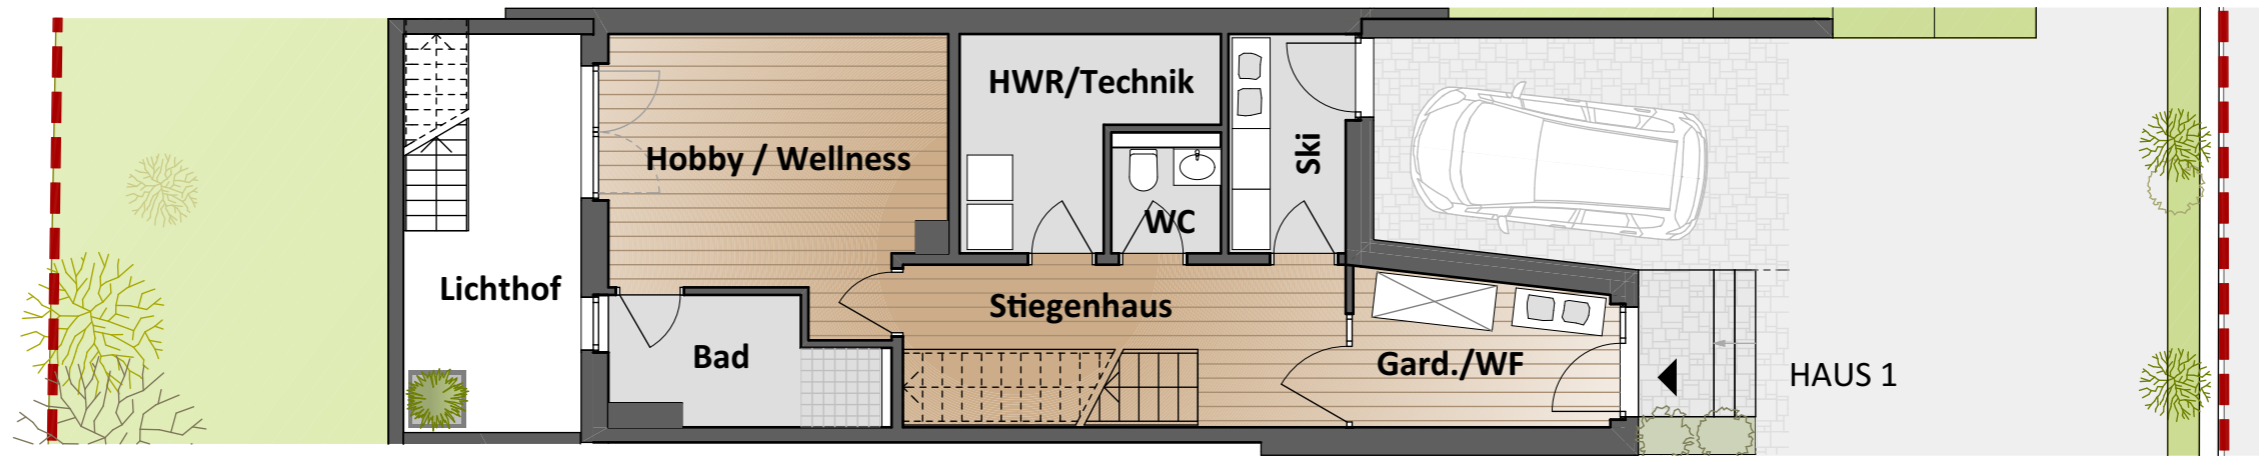 HWR/Technik
Hobby / Wellness
Ski
WC
Lichthof
Stiegenhaus
Bad
Gard./WF
HAUS 1